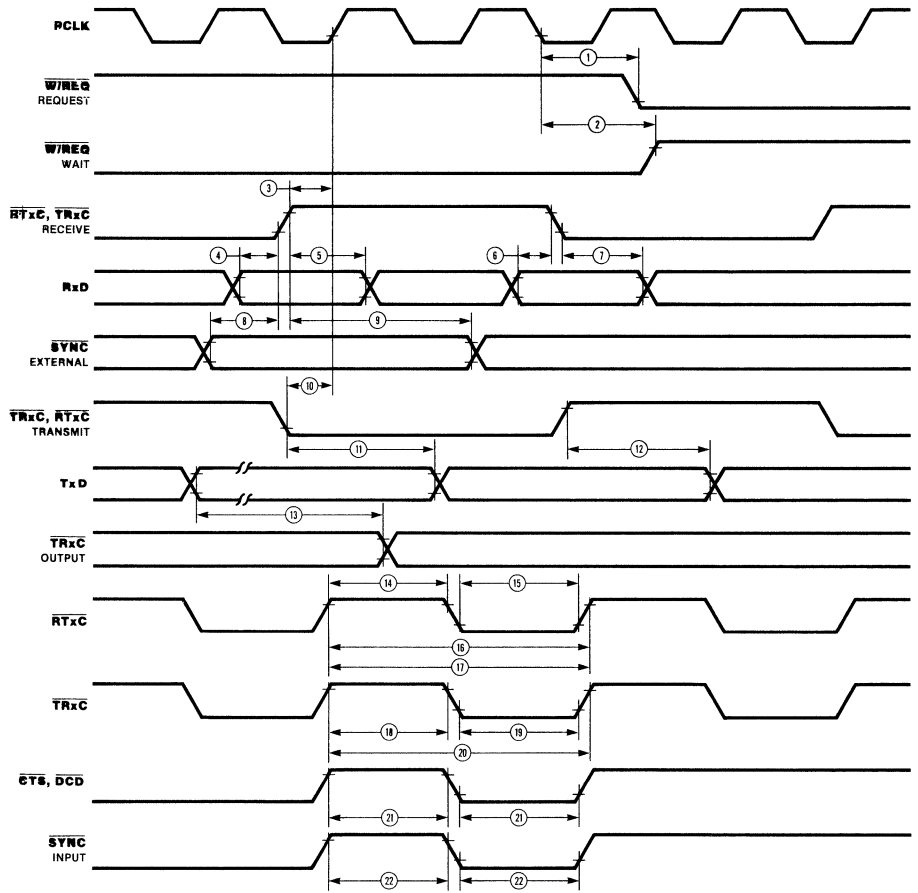 PCLK
1
W/REQ
REQUEST
2
W/REQ
WAIT
3
RTxC, TRxC
RECEIVE
4
5
6
7
RxD
8
9
SYNC
EXTERNAL
10
TRxC, RTxC
TRANSMIT
11
12
TxD
13
TRxC
OUTPUT
14
15
RTxC
16
17
TRxC
18
19
20
CTS, DCD
21
21
SYNC
INPUT
22
22